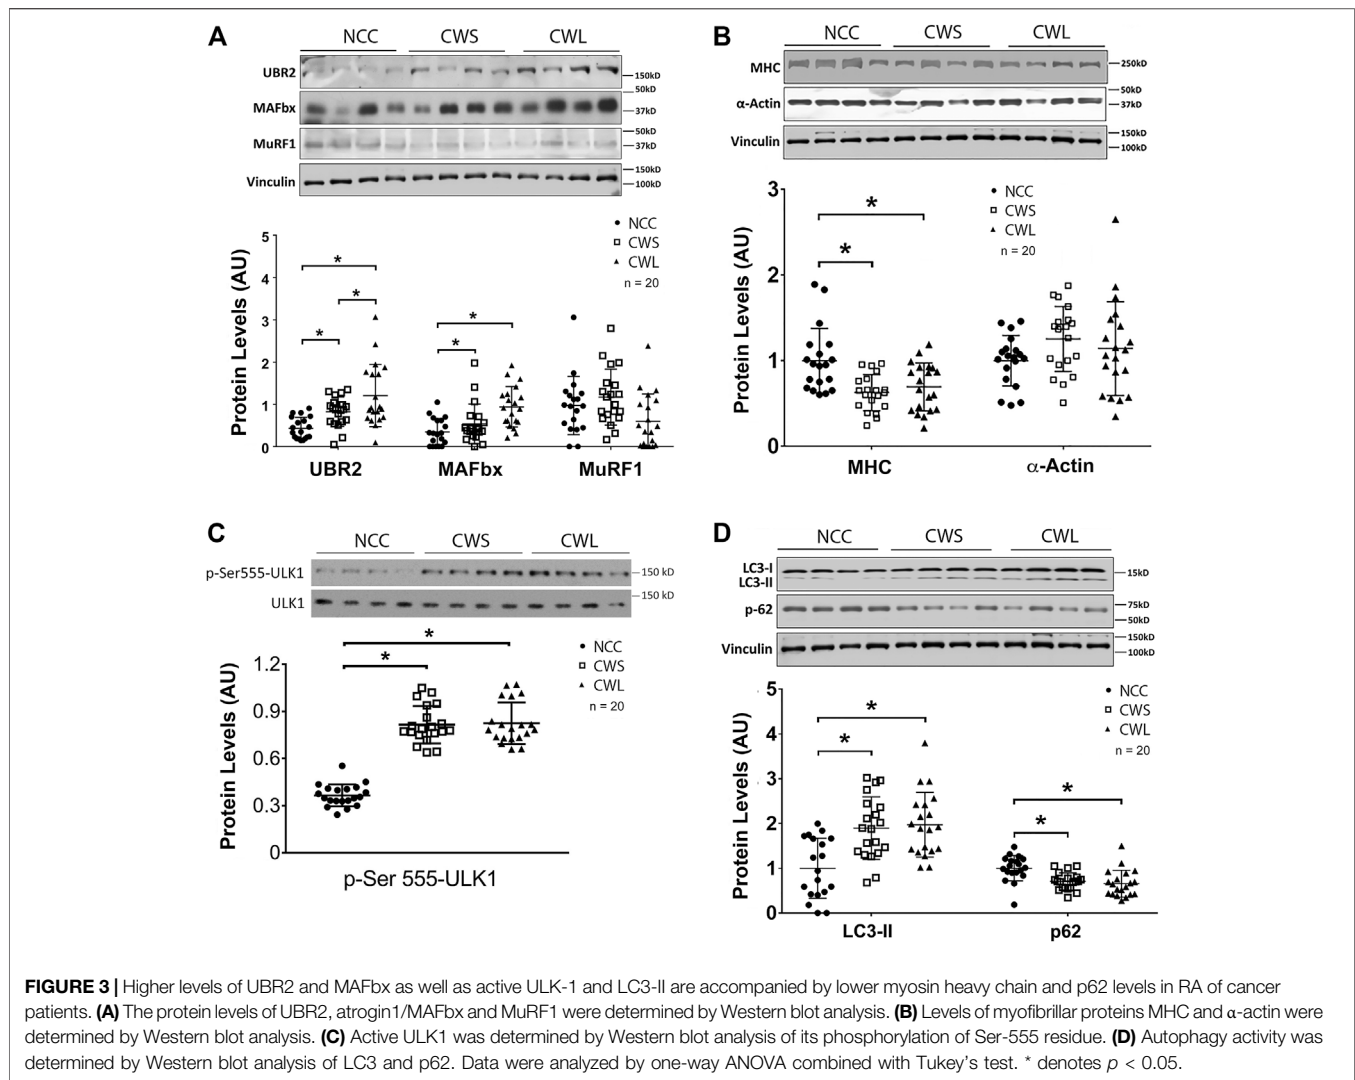 A
NCC CWS CWL
UBR2
150kD
50kD
MAFbx
37kD
50kD
MuRF1
37kD
150kD
Vinculin
100kD
NCC
CWS
CWL
n = 20
Protein Levels (AU)
5
4
3
2
1
0
* * * * *
UBR2 MAFbx MuRF1
B
NCC CWS CWL
MHC
250kD
50kD
α-Actin
37kD
150kD
Vinculin
100kD
NCC
CWS
CWL
n = 20
Protein Levels (AU)
3
2
1
0
* *
MHC α-Actin
C
NCC CWS CWL
p-Ser555-ULK1
150 kD
150 kD
ULK1
NCC
CWS
CWL
n = 20
Protein Levels (AU)
1.2
0.9
0.6
0.3
0
* *
p-Ser 555-ULK1
D
NCC CWS CWL
LC3-I
15kD
LC3-II
75kD
p-62
50kD
150kD
Vinculin
100kD
NCC
CWS
CWL
n = 20
Protein Levels (AU)
5
4
3
2
1
0
* * * *
LC3-II p62
FIGURE 3 | Higher levels of UBR2 and MAFbx as well as active ULK-1 and LC3-II are accompanied by lower myosin heavy chain and p62 levels in RA of cancer
patients. (A) The protein levels of UBR2, atrogin1/MAFbx and MuRF1 were determined by Western blot analysis. (B) Levels of myofibrillar proteins MHC and α-actin were
determined by Western blot analysis. (C) Active ULK1 was determined by Western blot analysis of its phosphorylation of Ser-555 residue. (D) Autophagy activity was
determined by Western blot analysis of LC3 and p62. Data were analyzed by one-way ANOVA combined with Tukey's test. * denotes p < 0.05.